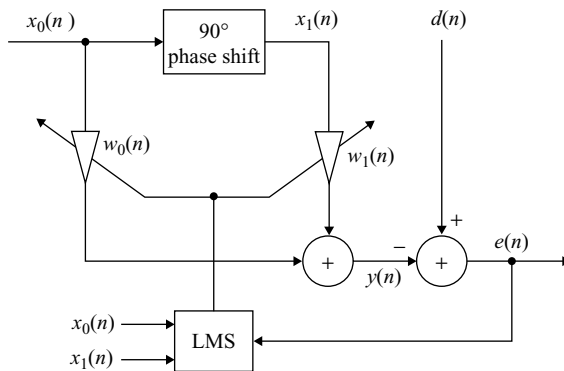 x₀(n)
90°
phase shift
x₁(n)
d(n)
w₀(n)
w₁(n)
+
+
−
+
y(n)
e(n)
x₀(n)
x₁(n)
LMS